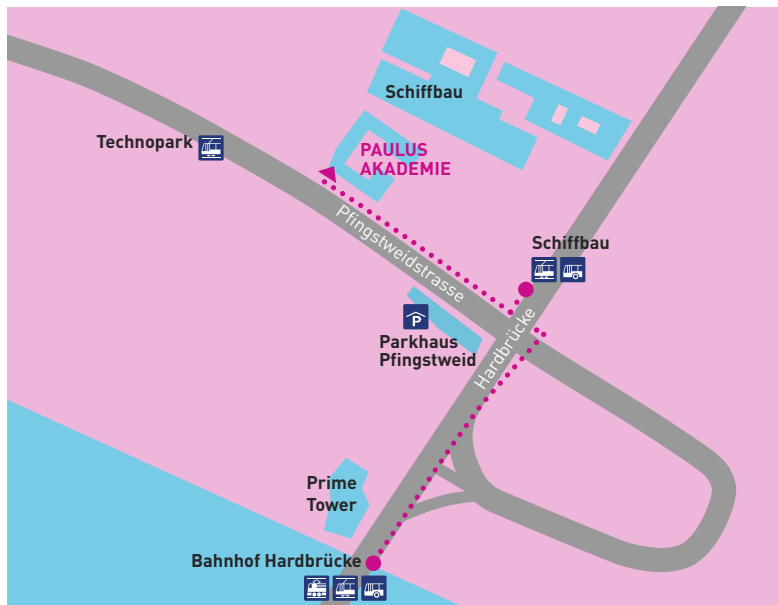 Schiffbau
Technopark
PAULUS
AKADEMIE
Pfingstweidstrasse
Schiffbau
P
Parkhaus
Pfingstweid
Hardbrücke
Prime
Tower
Bahnhof Hardbrücke